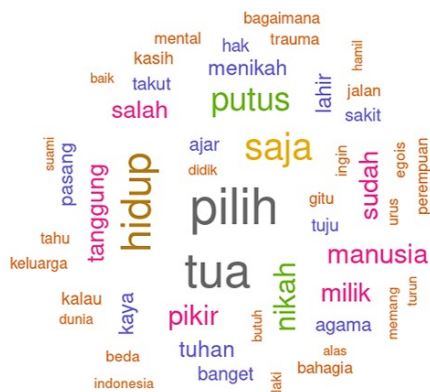 bagaimana
mental hak trauma
kasih menikah hamil
baik takut putus lahir jalan
salah sakit
suami pasang tanggung hidup ajar saja ingin sudah egois perempuan
didik urus
pilih gitu
tahu tuju
keluarga tua manusia
kalau kaya nikah milik memang turun
dunia pikir butuh agama
beda tuhan alas
banget laki bahagia
indonesia